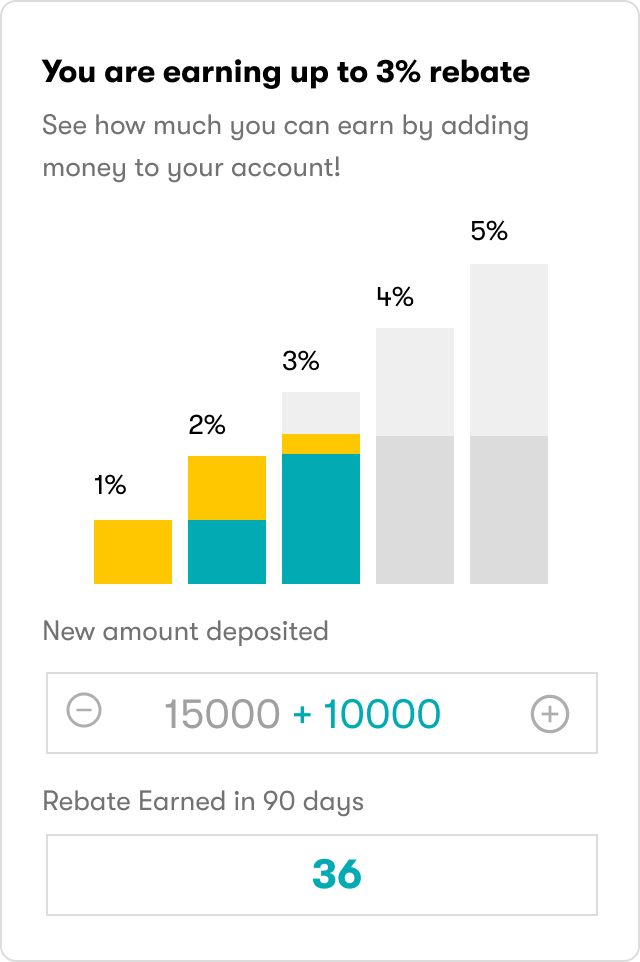 You are earning up to 3% rebate
See how much you can earn by adding
money to your account!
5%
4%
3%
2%
1%
New amount deposited
15000 + 10000
Rebate Earned in 90 days
36